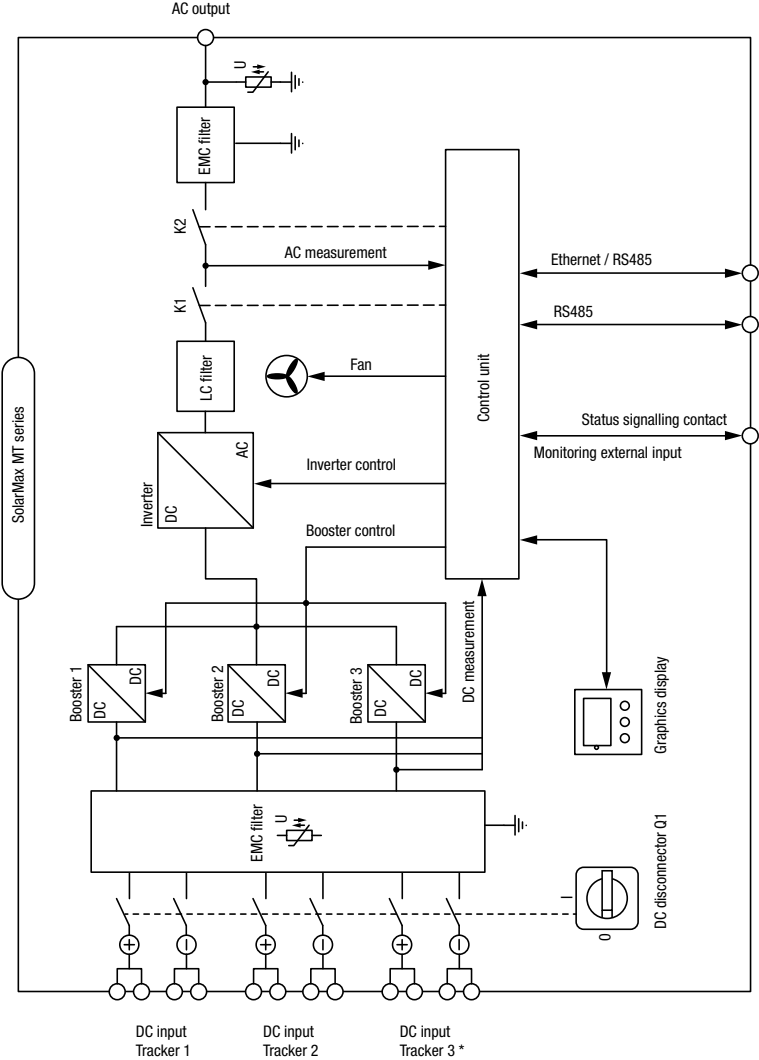 AC output
U
EMC filter
K2
AC measurement
Ethernet / RS485
K1
RS485
Fan
LC filter
Control unit
SolarMax MT series
Status signalling contact
Monitoring external input
Inverter
DC
AC
Inverter control
Booster control
DC measurement
Booster 1
DC
DC
Booster 2
DC
DC
Booster 3
DC
DC
Graphics display
EMC filter
U
DC disconnector Q1
I
0
+
−
+
−
+
−
DC input
Tracker 1
DC input
Tracker 2
DC input
Tracker 3 *